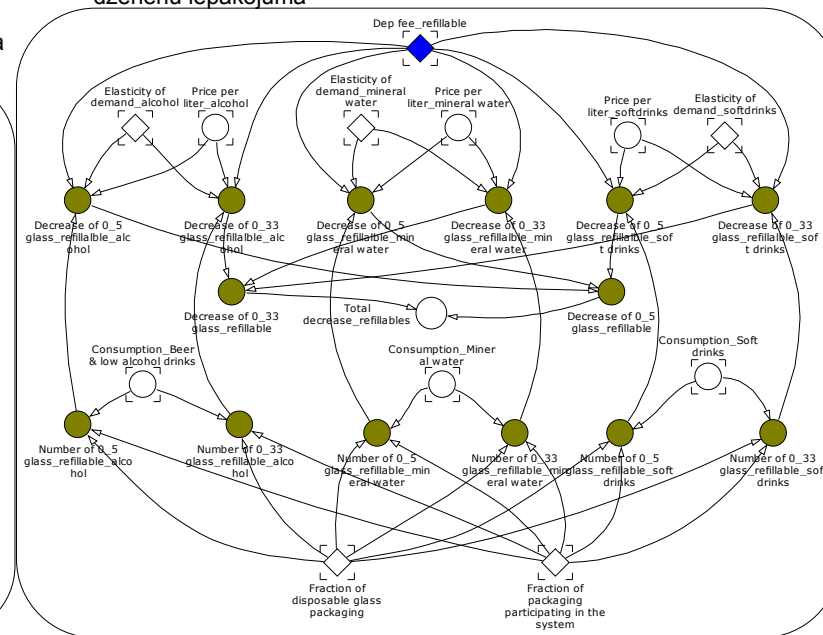 dzērienu iepakojuma
a
Dep fee_refillable
Elasticity of
demand_alcohol
Price per
liter_alcohol
Elasticity of
demand_mineral
water
Price per
liter_mineral water
Price per
liter_softdrinks
Elasticity of
demand_softdrinks
Decrease of 0_5
glass_refillalble_alc
ohol
Decrease of 0_33
glass_refillalble_alc
ohol
Decrease of 0_5
glass_refillalble_min
eral water
Decrease of 0_33
glass_refillalble_min
eral water
Decrease of 0_5
glass_refillalble_sof
t drinks
Decrease of 0_33
glass_refillalble_sof
t drinks
Decrease of 0_33
glass_refillable
Total
decrease_refillables
Decrease of 0_5
glass_refillable
Consumption_Beer
& low alcohol drinks
Consumption_Miner
al water
Consumption_Soft
drinks
Number of 0_5
glass_refillable_alco
hol
Number of 0_33
glass_refillable_alco
hol
Number of 0_5
glass_refillable_min
eral water
Number of 0_33
glass_refillable_min
eral water
Number of 0_5
glass_refillable_soft
drinks
Number of 0_33
glass_refillable_sof
drinks
Fraction of
disposable glass
packaging
Fraction of
packaging
participating in the
system